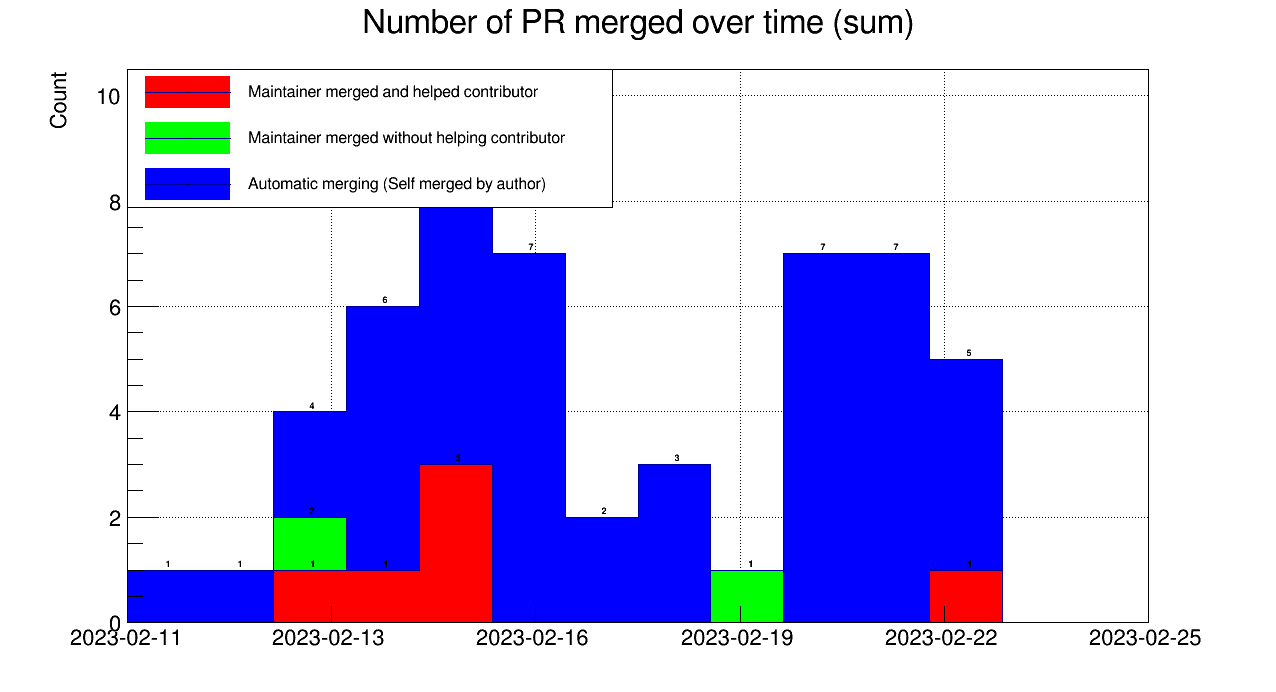 Number of PR merged over time (sum)
Count
10
8
6
4
2
0
Maintainer merged and helped contributor
Maintainer merged without helping contributor
Automatic merging (Self merged by author)
1 1 4 6 7 2 3 1 7 7 5
2
1 1 3 1
2023-02-11 2023-02-13 2023-02-16 2023-02-19 2023-02-22 2023-02-25